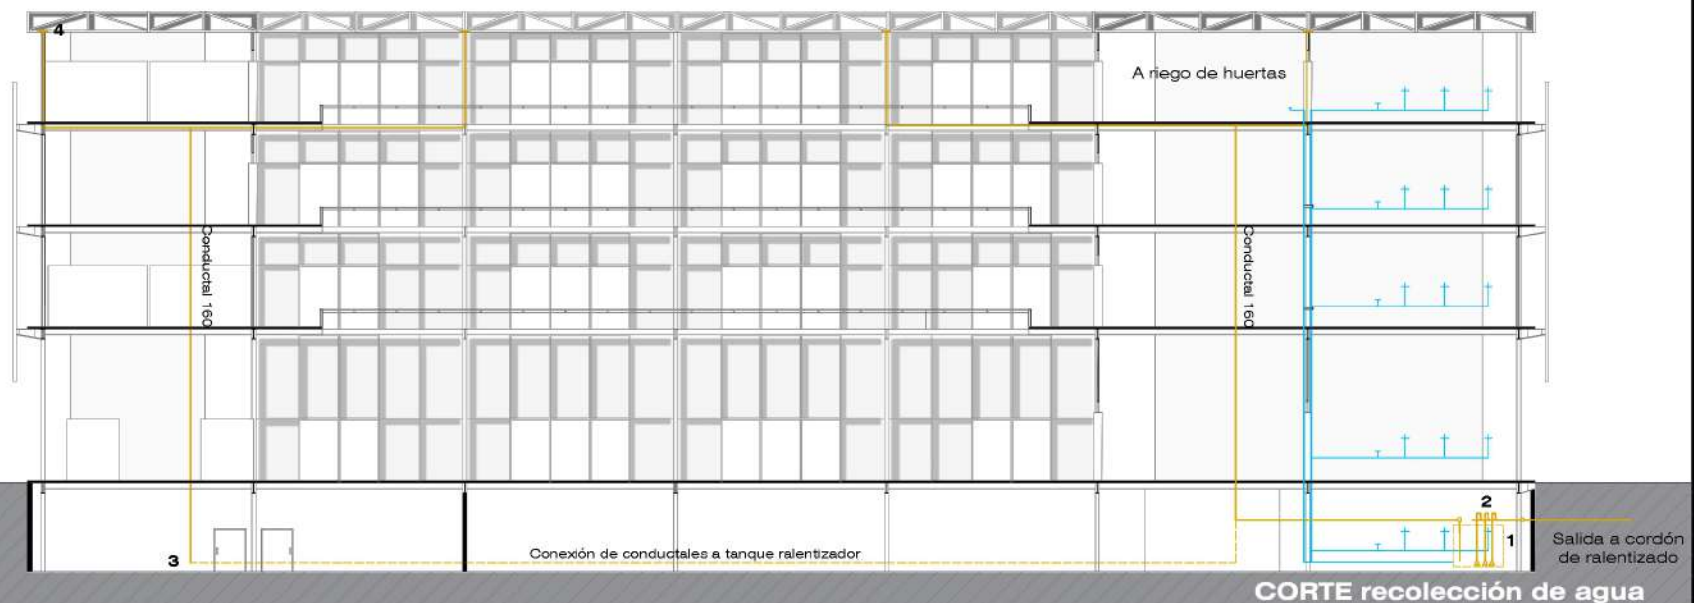 4
A riego de huertas
Conductal 160
Conductal 160
2
1
3
Conexión de conductales a tanque ralentizador
Salida a cordón
de ralentizado
CORTE recolección de agua